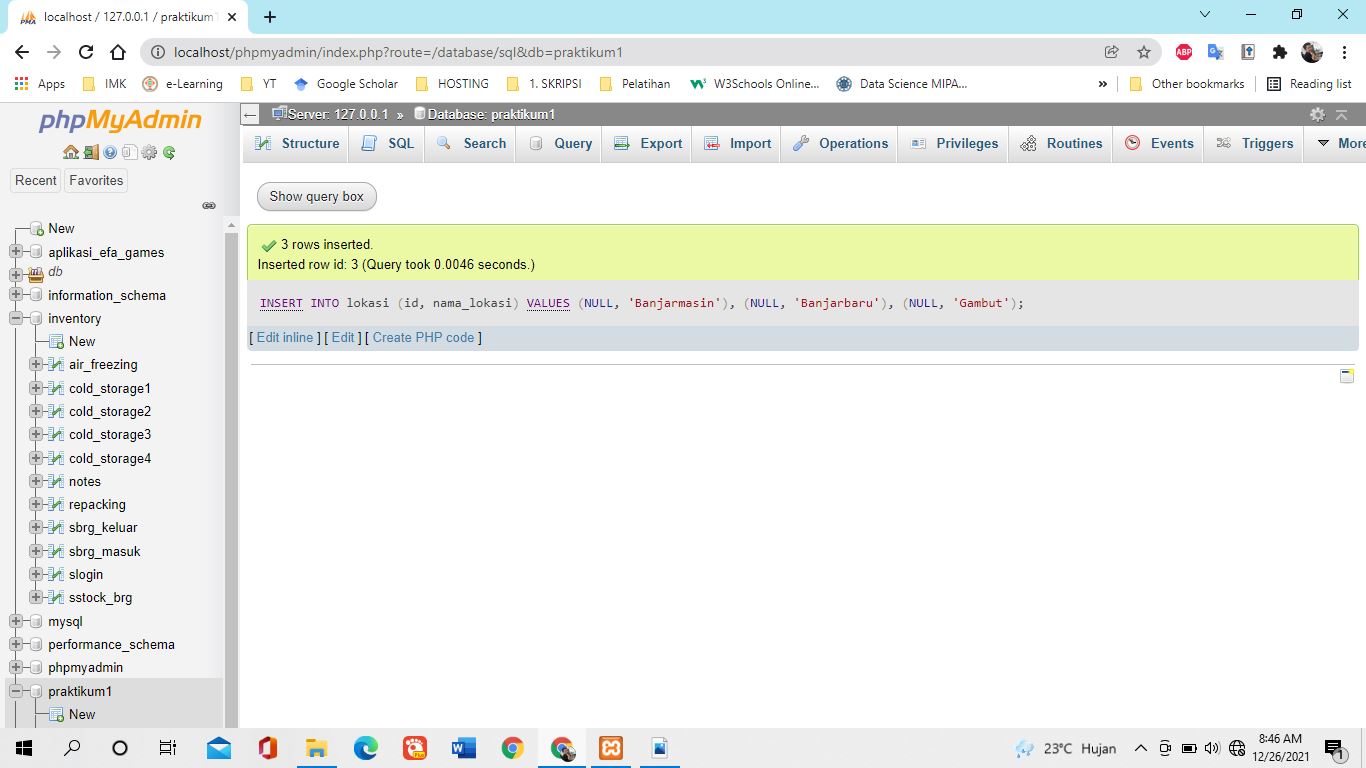 localhost / 127.0.0.1 / praktikum1
localhost/phpmyadmin/index.php?route=/database/sql&db=praktikum1
ABP
Apps IMK e-Learning YT Google Scholar HOSTING 1. SKRIPSI Pelatihan W3Schools Online... Data Science MIPA... » Other bookmarks Reading list
phpMyAdmin
Recent Favorites
New
aplikasi_efa_games
db
information_schema
inventory
New
air_freezing
cold_storage1
cold_storage2
cold_storage3
cold_storage4
notes
repacking
sbrg_keluar
sbrg_masuk
slogin
sstock_brg
mysql
performance_schema
phpmyadmin
praktikum1
New
Server: 127.0.0.1 » Database: praktikum1
Structure SQL Search Query Export Import Operations Privileges Routines Events Triggers More
Show query box
3 rows inserted.
Inserted row id: 3 (Query took 0.0046 seconds.)
INSERT INTO lokasi (id, nama_lokasi) VALUES (NULL, 'Banjarmasin'), (NULL, 'Banjarbaru'), (NULL, 'Gambut');
[ Edit inline ] [ Edit ] [ Create PHP code ]
23°C Hujan
8:46 AM
12/26/2021
1